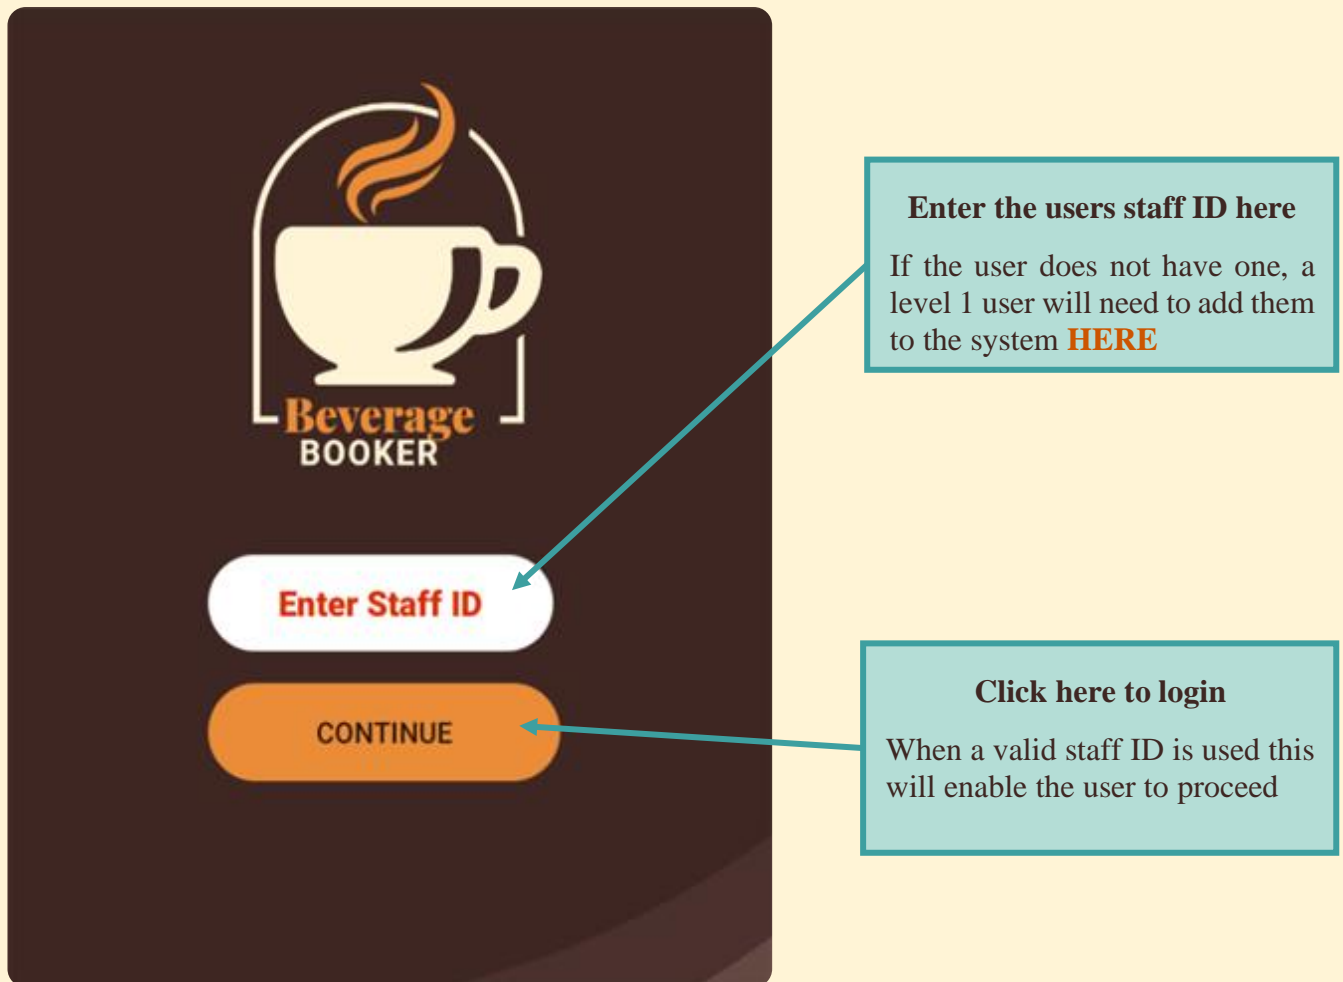 Beverage
BOOKER
Enter Staff ID
CONTINUE
Enter the users staff ID here
If the user does not have one, a
level 1 user will need to add them
to the system HERE
Click here to login
When a valid staff ID is used this
will enable the user to proceed